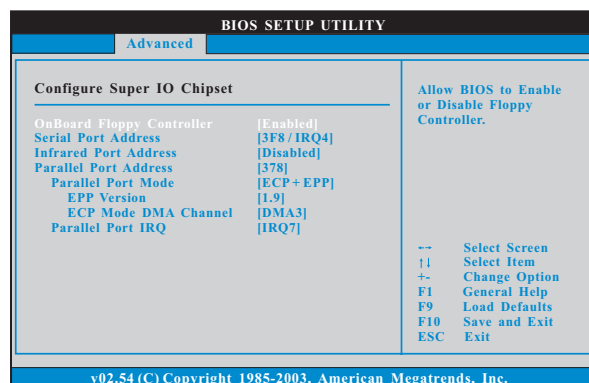 BIOS SETUP UTILITY
Advanced
Configure Super IO Chipset
OnBoard Floppy Controller [Enabled]
Serial Port Address [3F8 / IRQ4]
Infrared Port Address [Disabled]
Parallel Port Address [378]
Parallel Port Mode [ECP + EPP]
EPP Version [1.9]
ECP Mode DMA Channel [DMA3]
Parallel Port IRQ [IRQ7]
Allow BIOS to Enable
or Disable Floppy
Controller.
←→ Select Screen
↑↓ Select Item
+- Change Option
F1 General Help
F9 Load Defaults
F10 Save and Exit
ESC Exit
v02.54 (C) Copyright 1985-2003, American Megatrends, Inc.